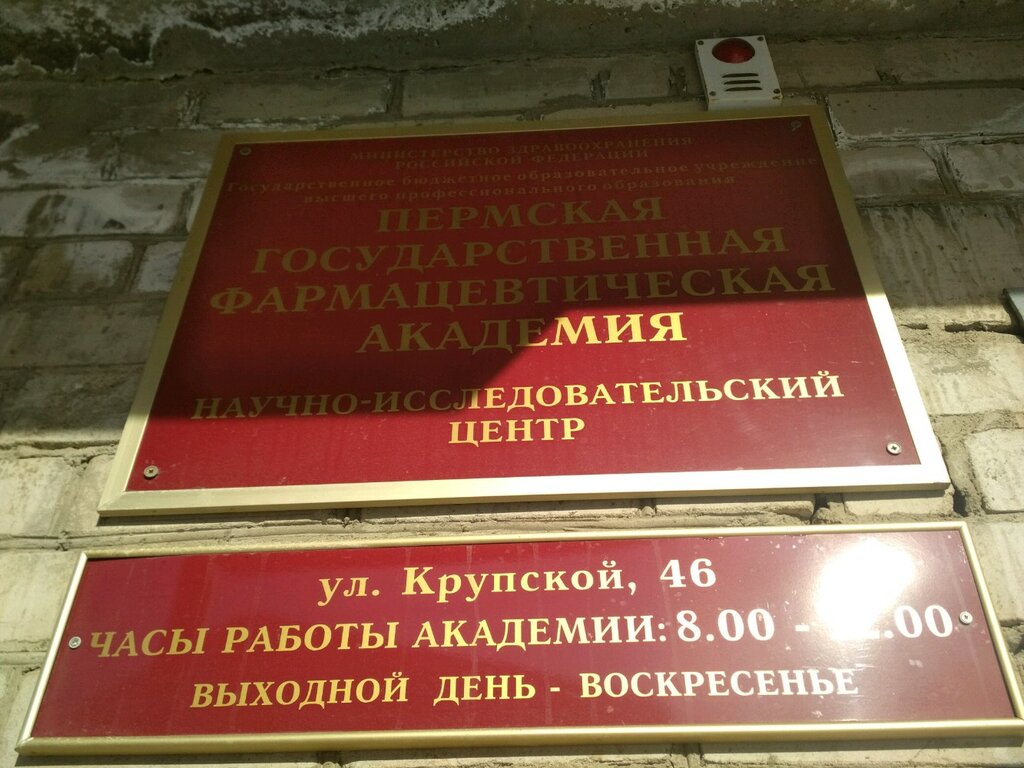 МИНИСТЕРСТВО ЗДРАВООХРАНЕНИЯ
РОССИЙСКОЙ ФЕДЕРАЦИИ
Государственное бюджетное образовательное учреждение
высшего профессионального образования
ПЕРМСКАЯ
ГОСУДАРСТВЕННАЯ
ФАРМАЦЕВТИЧЕСКАЯ
АКАДЕМИЯ
НАУЧНО-ИССЛЕДОВАТЕЛЬСКИЙ
ЦЕНТР
ул. Крупской, 46
ЧАСЫ РАБОТЫ АКАДЕМИИ: 8.00 -
ВЫХОДНОЙ ДЕНЬ - ВОСКРЕСЕНЬЕ